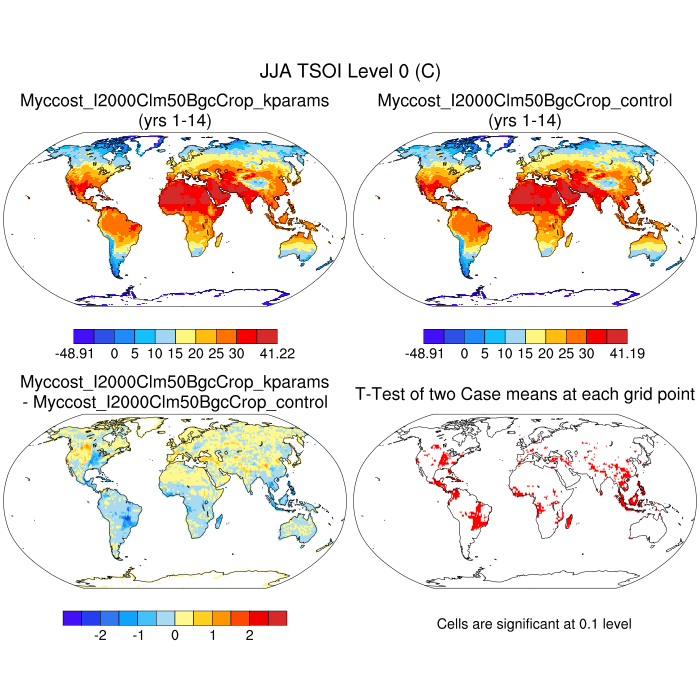 JJA TSOI Level 0 (C)
Myccost_I2000Clm50BgcCrop_kparams
(yrs 1-14)
Myccost_I2000Clm50BgcCrop_control
(yrs 1-14)
-48.91 0 5 10 15 20 25 30 41.22
-48.91 0 5 10 15 20 25 30 41.19
Myccost_I2000Clm50BgcCrop_kparams
- Myccost_I2000Clm50BgcCrop_control
T-Test of two Case means at each grid point
-2 -1 0 1 2
Cells are significant at 0.1 level